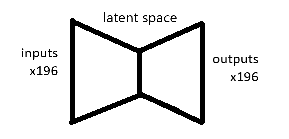 latent space
inputs
x196
outputs
x196